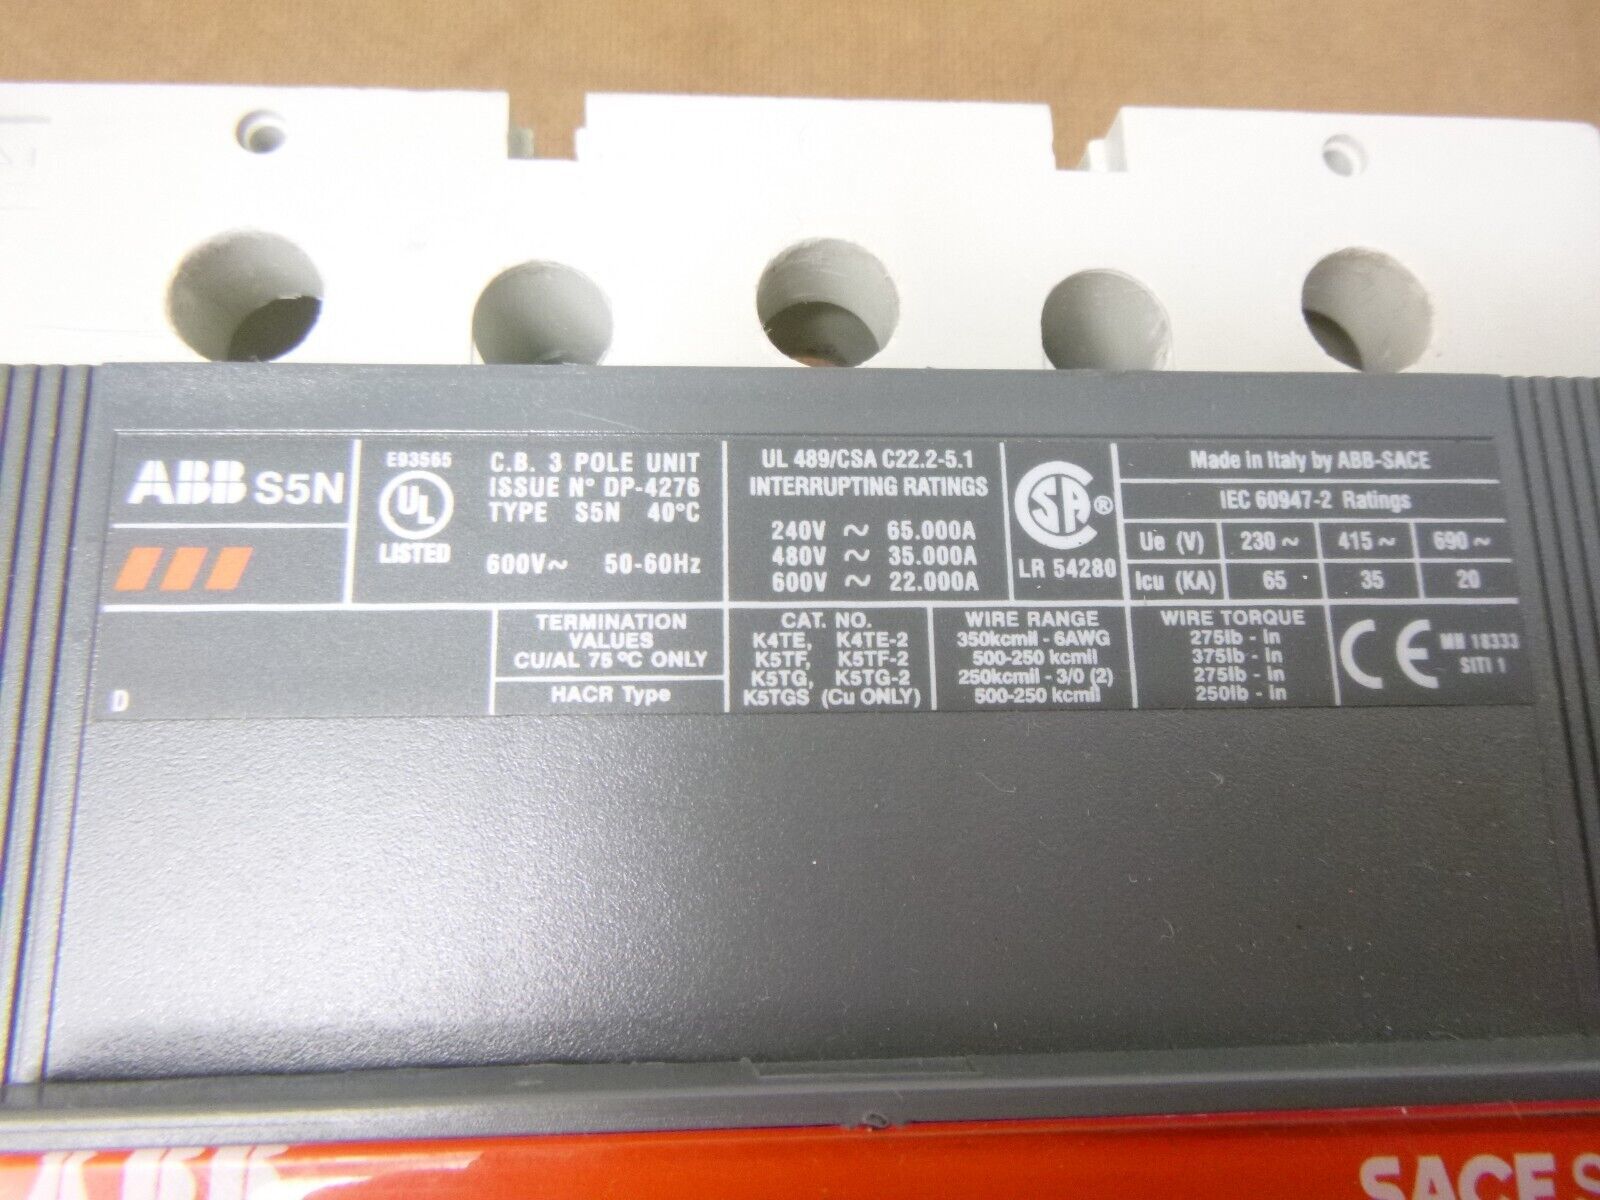 ABB S5N
E93565
UL
LISTED
C.B. 3 POLE UNIT
ISSUE N° DP-4276
TYPE S5N 40°C
600V~ 50-60Hz
UL 489/CSA C22.2-5.1
INTERRUPTING RATINGS
240V ~ 65.000A
480V ~ 35.000A
600V ~ 22.000A
CSA ®
LR 54280
Made in Italy by ABB-SACE
IEC 60947-2 Ratings
Ue (V) 230 ~ 415 ~ 690 ~
Icu (KA) 65 35 20
D
TERMINATION
VALUES
CU/AL 75 °C ONLY
HACR Type
CAT. NO.
K4TE, K4TE-2
K5TF, K5TF-2
K5TG, K5TG-2
K5TGS (Cu ONLY)
WIRE RANGE
350kcmil - 6AWG
500-250 kcmil
250kcmil - 3/0 (2)
500-250 kcmil
WIRE TORQUE
275lb - In
375lb - In
275lb - In
250lb - In
CE
18333
SITI 1
ABB
SACE S